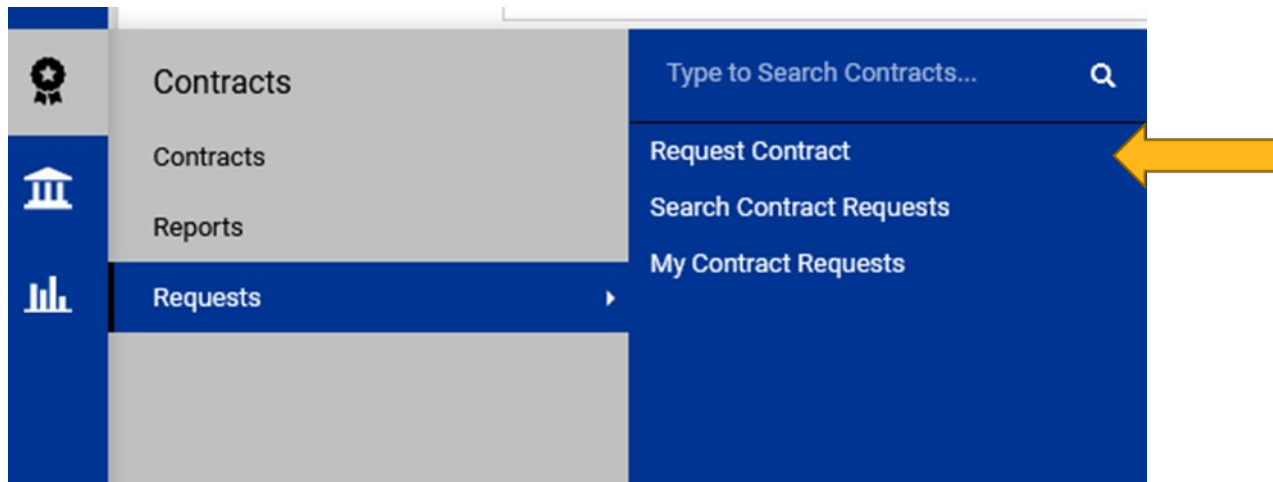 Contracts
Contracts
Reports
Requests
Type to Search Contracts...
Request Contract
Search Contract Requests
My Contract Requests